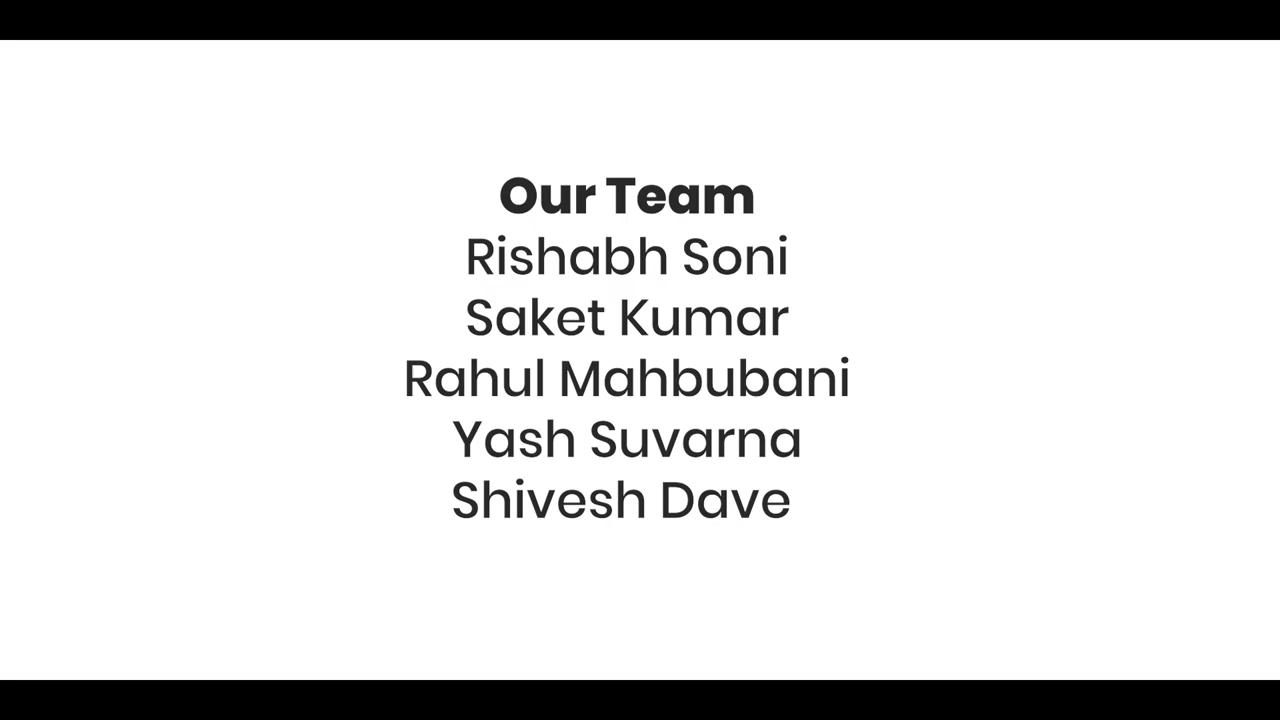 Our Team
Rishabh Soni
Saket Kumar
Rahul Mahbubani
Yash Suvarna
Shivesh Dave